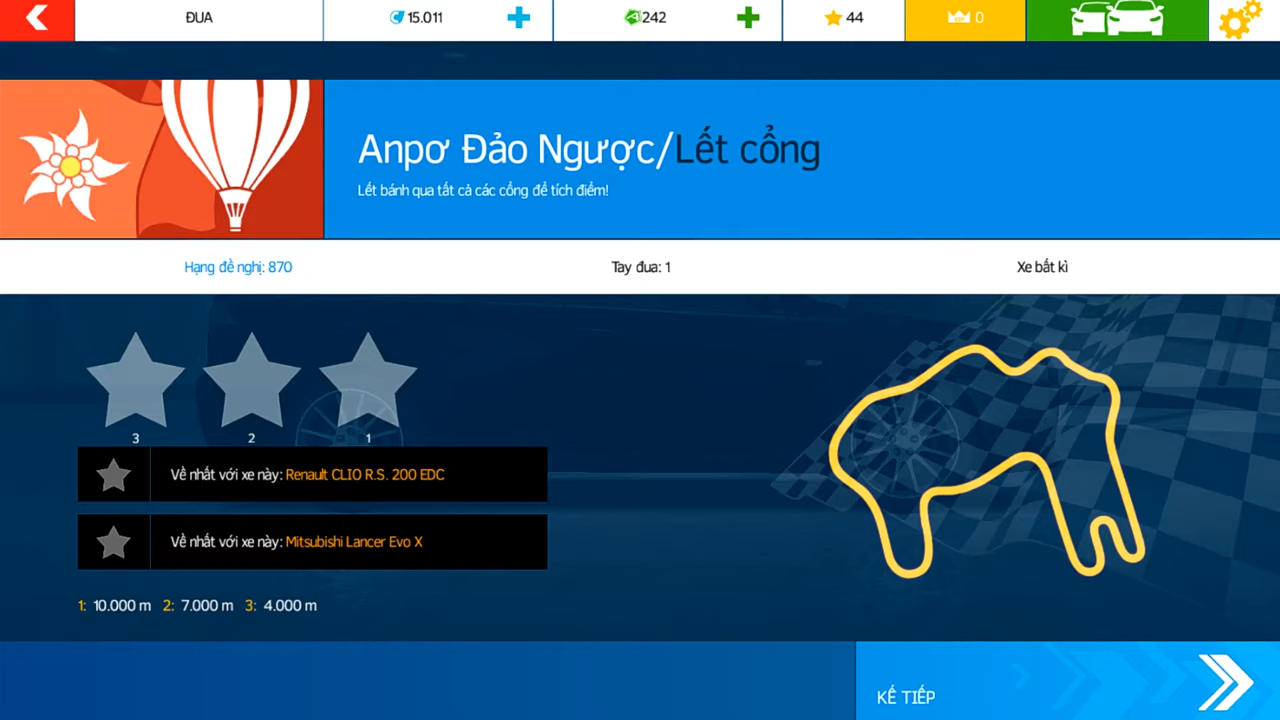 ĐUA 15.011 242 44 VIP 0
Anpơ Đảo Ngược/Lết cổng
Lết bánh qua tất cả các cổng để tích điểm!
Hạng đề nghị: 870 Tay đua: 1 Xe bất kì
3 2 1
Về nhất với xe này: Renault CLIO R.S. 200 EDC
Về nhất với xe này: Mitsubishi Lancer Evo X
1: 10.000 m 2: 7.000 m 3: 4.000 m
KẾ TIẾP